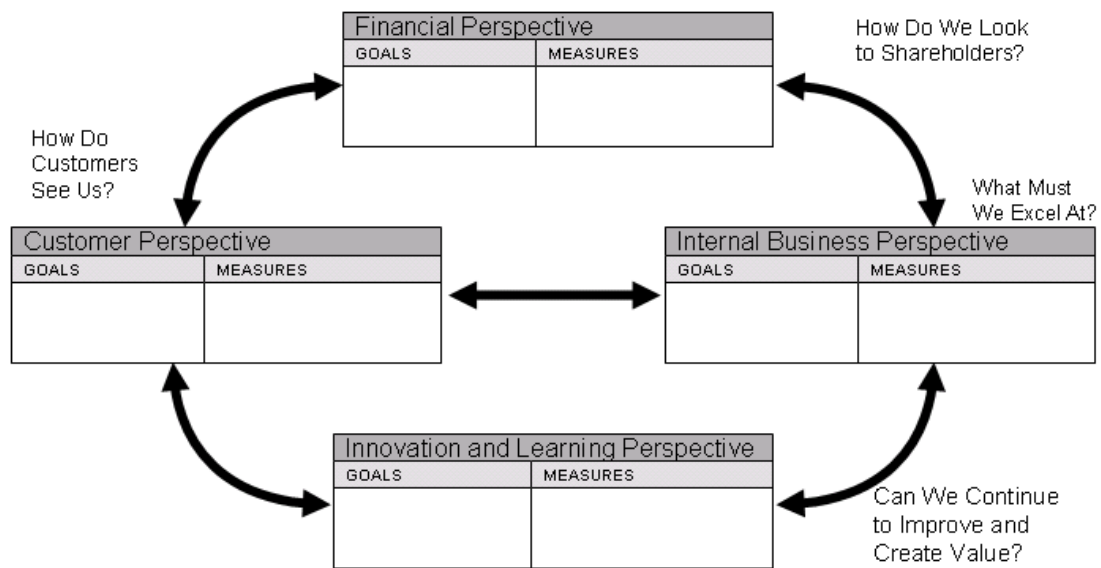 Financial Perspective
GOALS MEASURES
How Do We Look
to Shareholders?
How Do
Customers
See Us?
What Must
We Excel At?
Customer Perspective
GOALS MEASURES
Internal Business Perspective
GOALS MEASURES
Innovation and Learning Perspective
GOALS MEASURES
Can We Continue
to Improve and
Create Value?